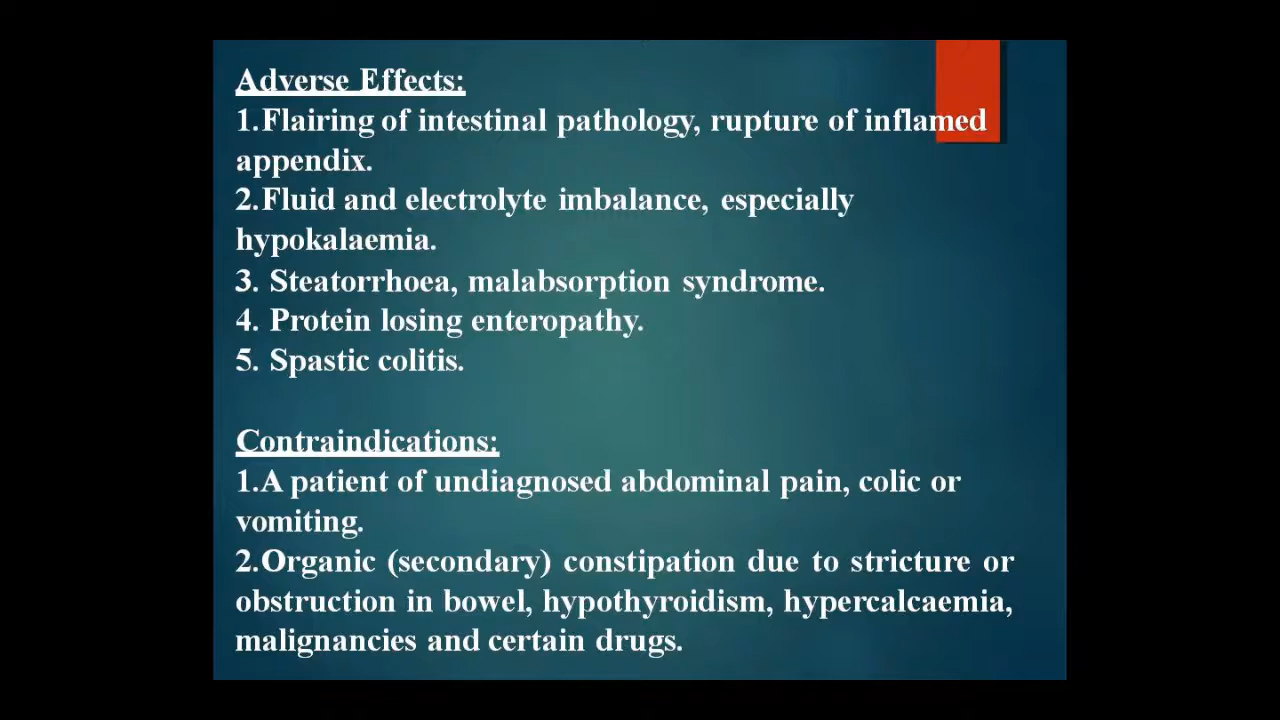 Adverse Effects:
1.Flairing of intestinal pathology, rupture of inflamed
appendix.
2.Fluid and electrolyte imbalance, especially
hypokalaemia.
3. Steatorrhoea, malabsorption syndrome.
4. Protein losing enteropathy.
5. Spastic colitis.
Contraindications:
1.A patient of undiagnosed abdominal pain, colic or
vomiting.
2.Organic (secondary) constipation due to stricture or
obstruction in bowel, hypothyroidism, hypercalcaemia,
malignancies and certain drugs.